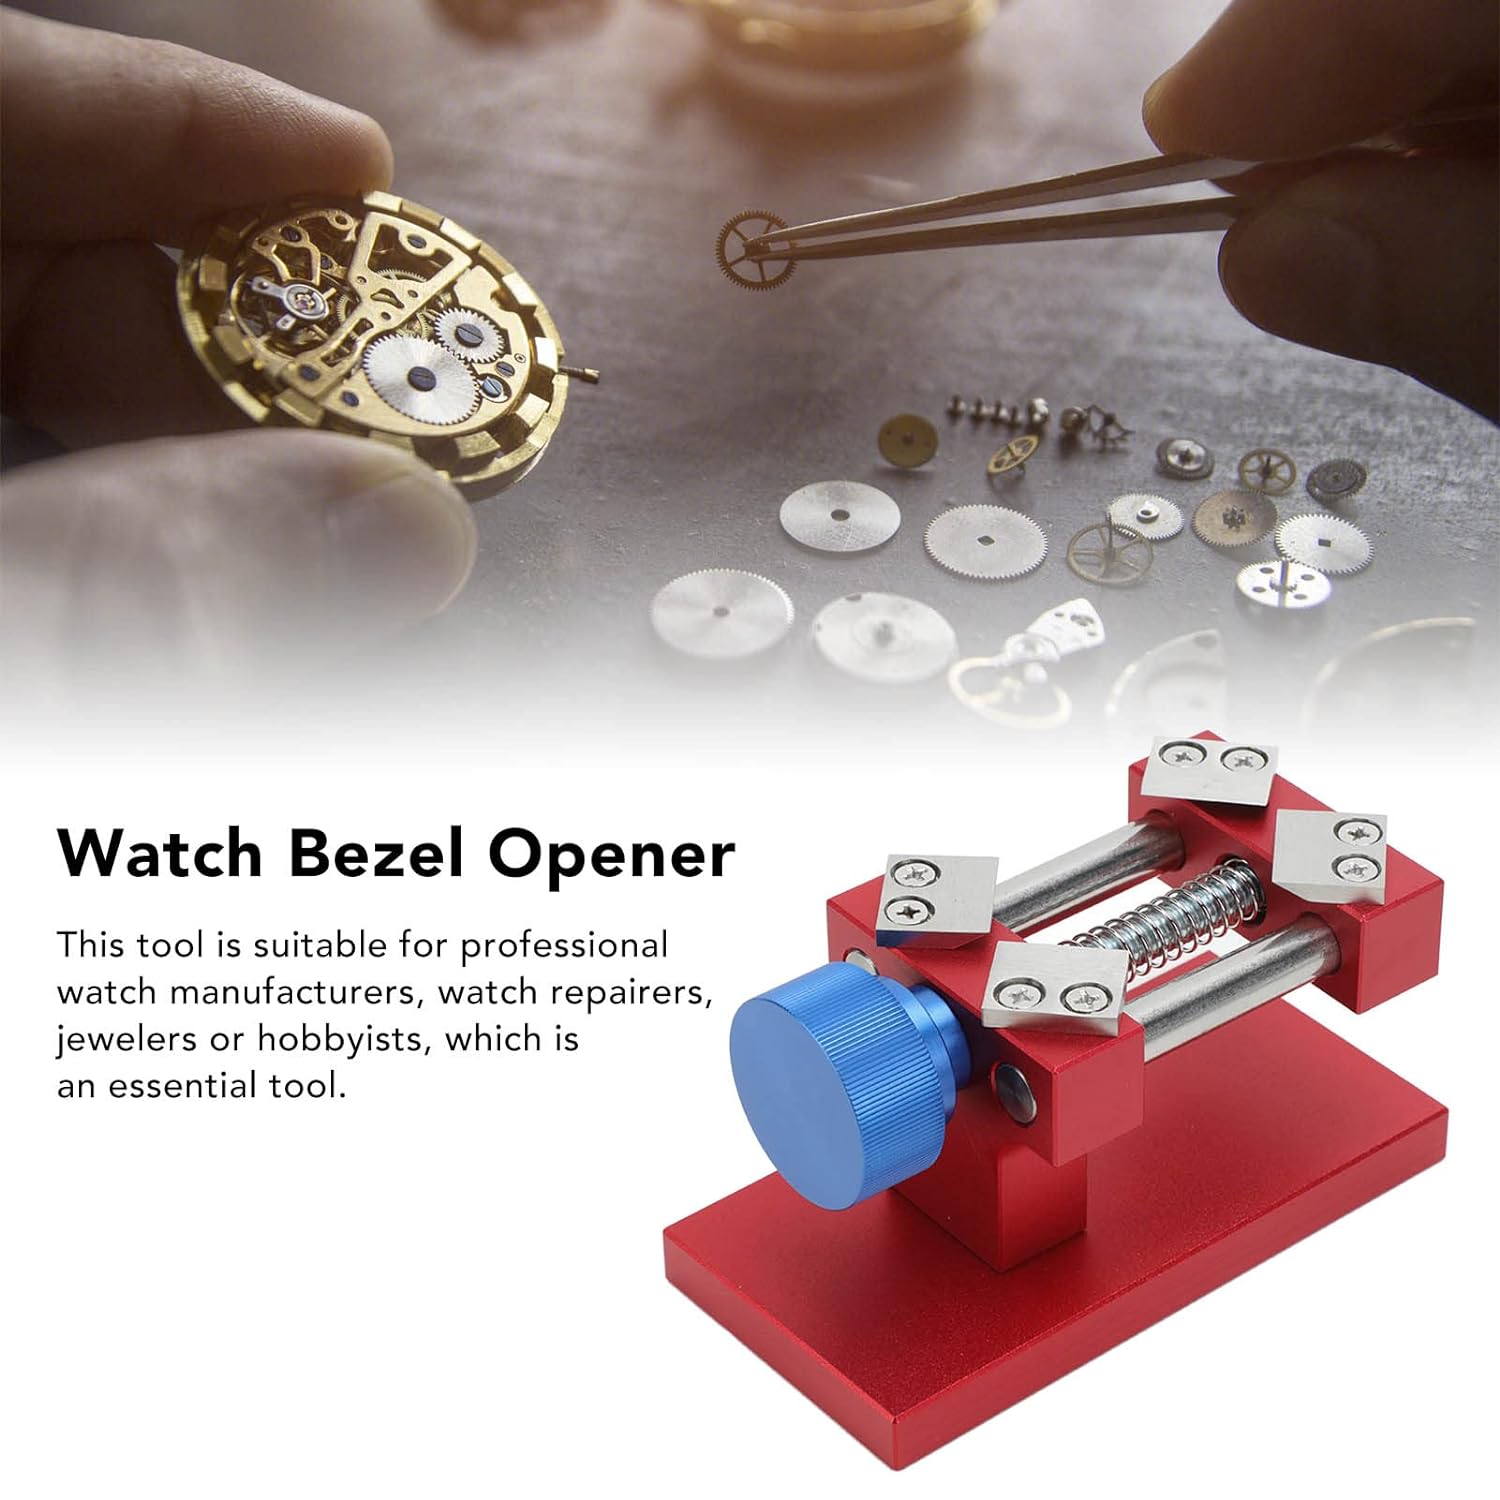 Watch Bezel Opener
This tool is suitable for professional
watch manufacturers, watch repairers,
jewelers or hobbyists, which is
an essential tool.